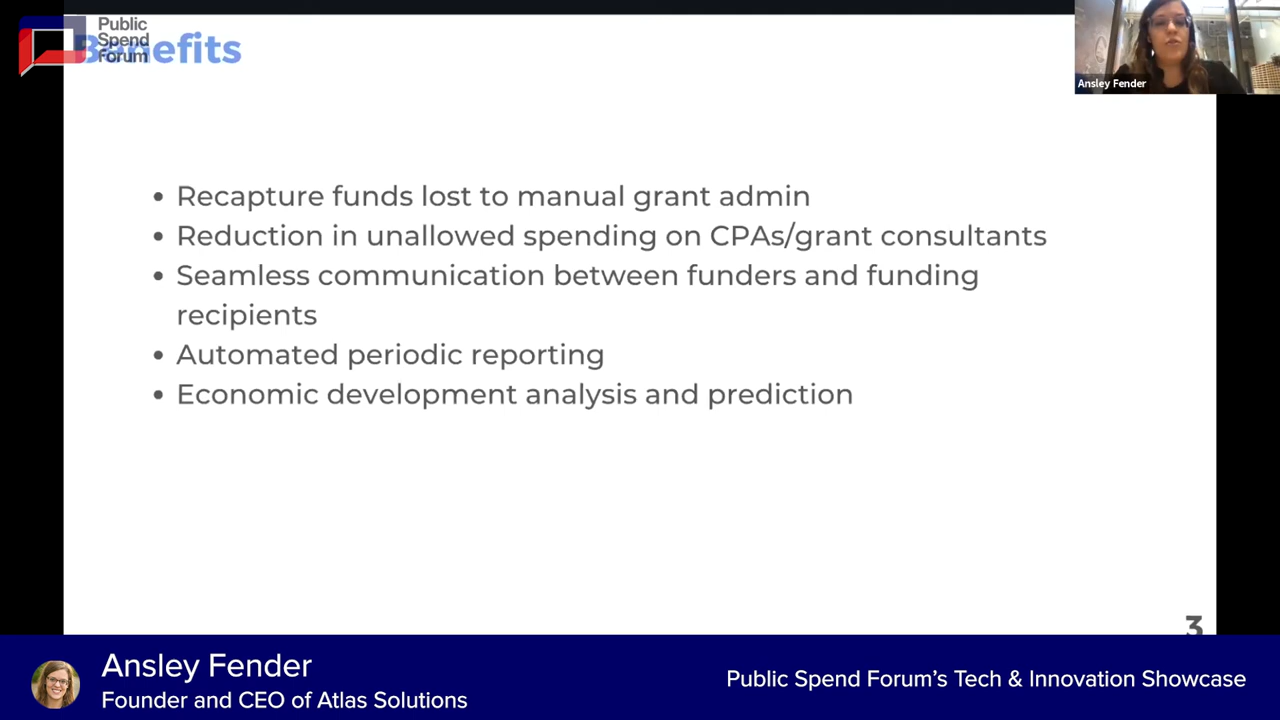 Public
Spend
Forum
Benefits
Ansley Fender
• Recapture funds lost to manual grant admin
• Reduction in unallowed spending on CPAs/grant consultants
• Seamless communication between funders and funding
recipients
• Automated periodic reporting
• Economic development analysis and prediction
3
Ansley Fender
Founder and CEO of Atlas Solutions
Public Spend Forum’s Tech & Innovation Showcase